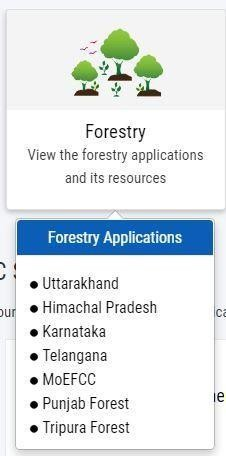 Forestry
View the forestry applications
and its resources
Forestry Applications
Uttarakhand
Himachal Pradesh
Karnataka
Telangana
MoEFCC
Punjab Forest
Tripura Forest